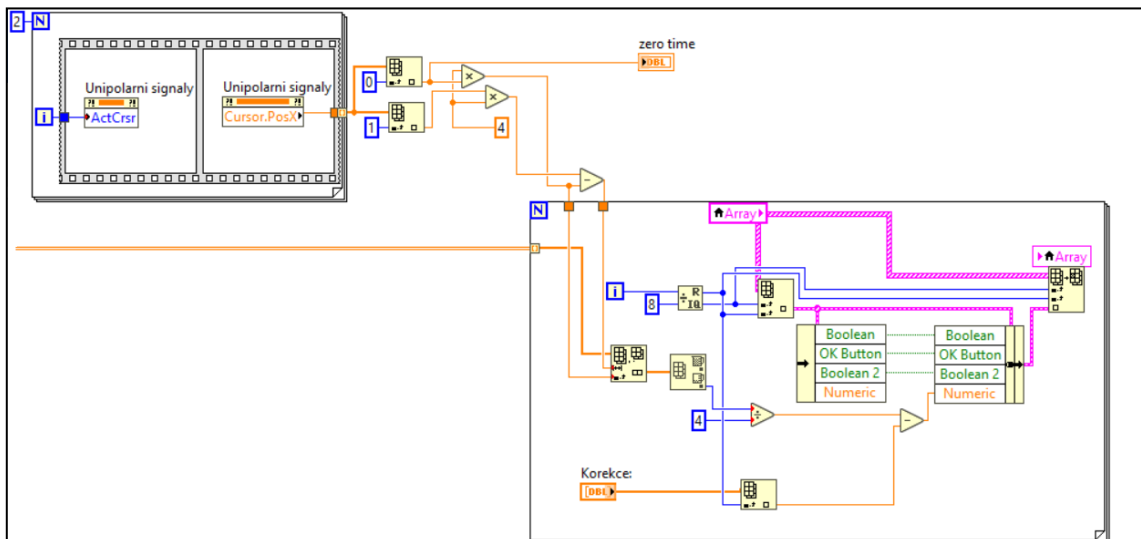 2 N
zero time
DBL
Unipolarni signaly
Unipolarni signaly
0
ActCrsr
Cursor.PosX
i
1
4
N
Array
Array
i
R
IQ
8
Boolean
Boolean
OK Button
OK Button
Boolean 2
Boolean 2
Numeric
Numeric
4
Korekce:
DBL